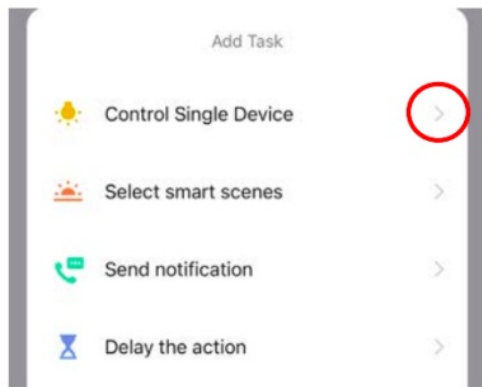 Add Task
Control Single Device
Select smart scenes
Send notification
Delay the action